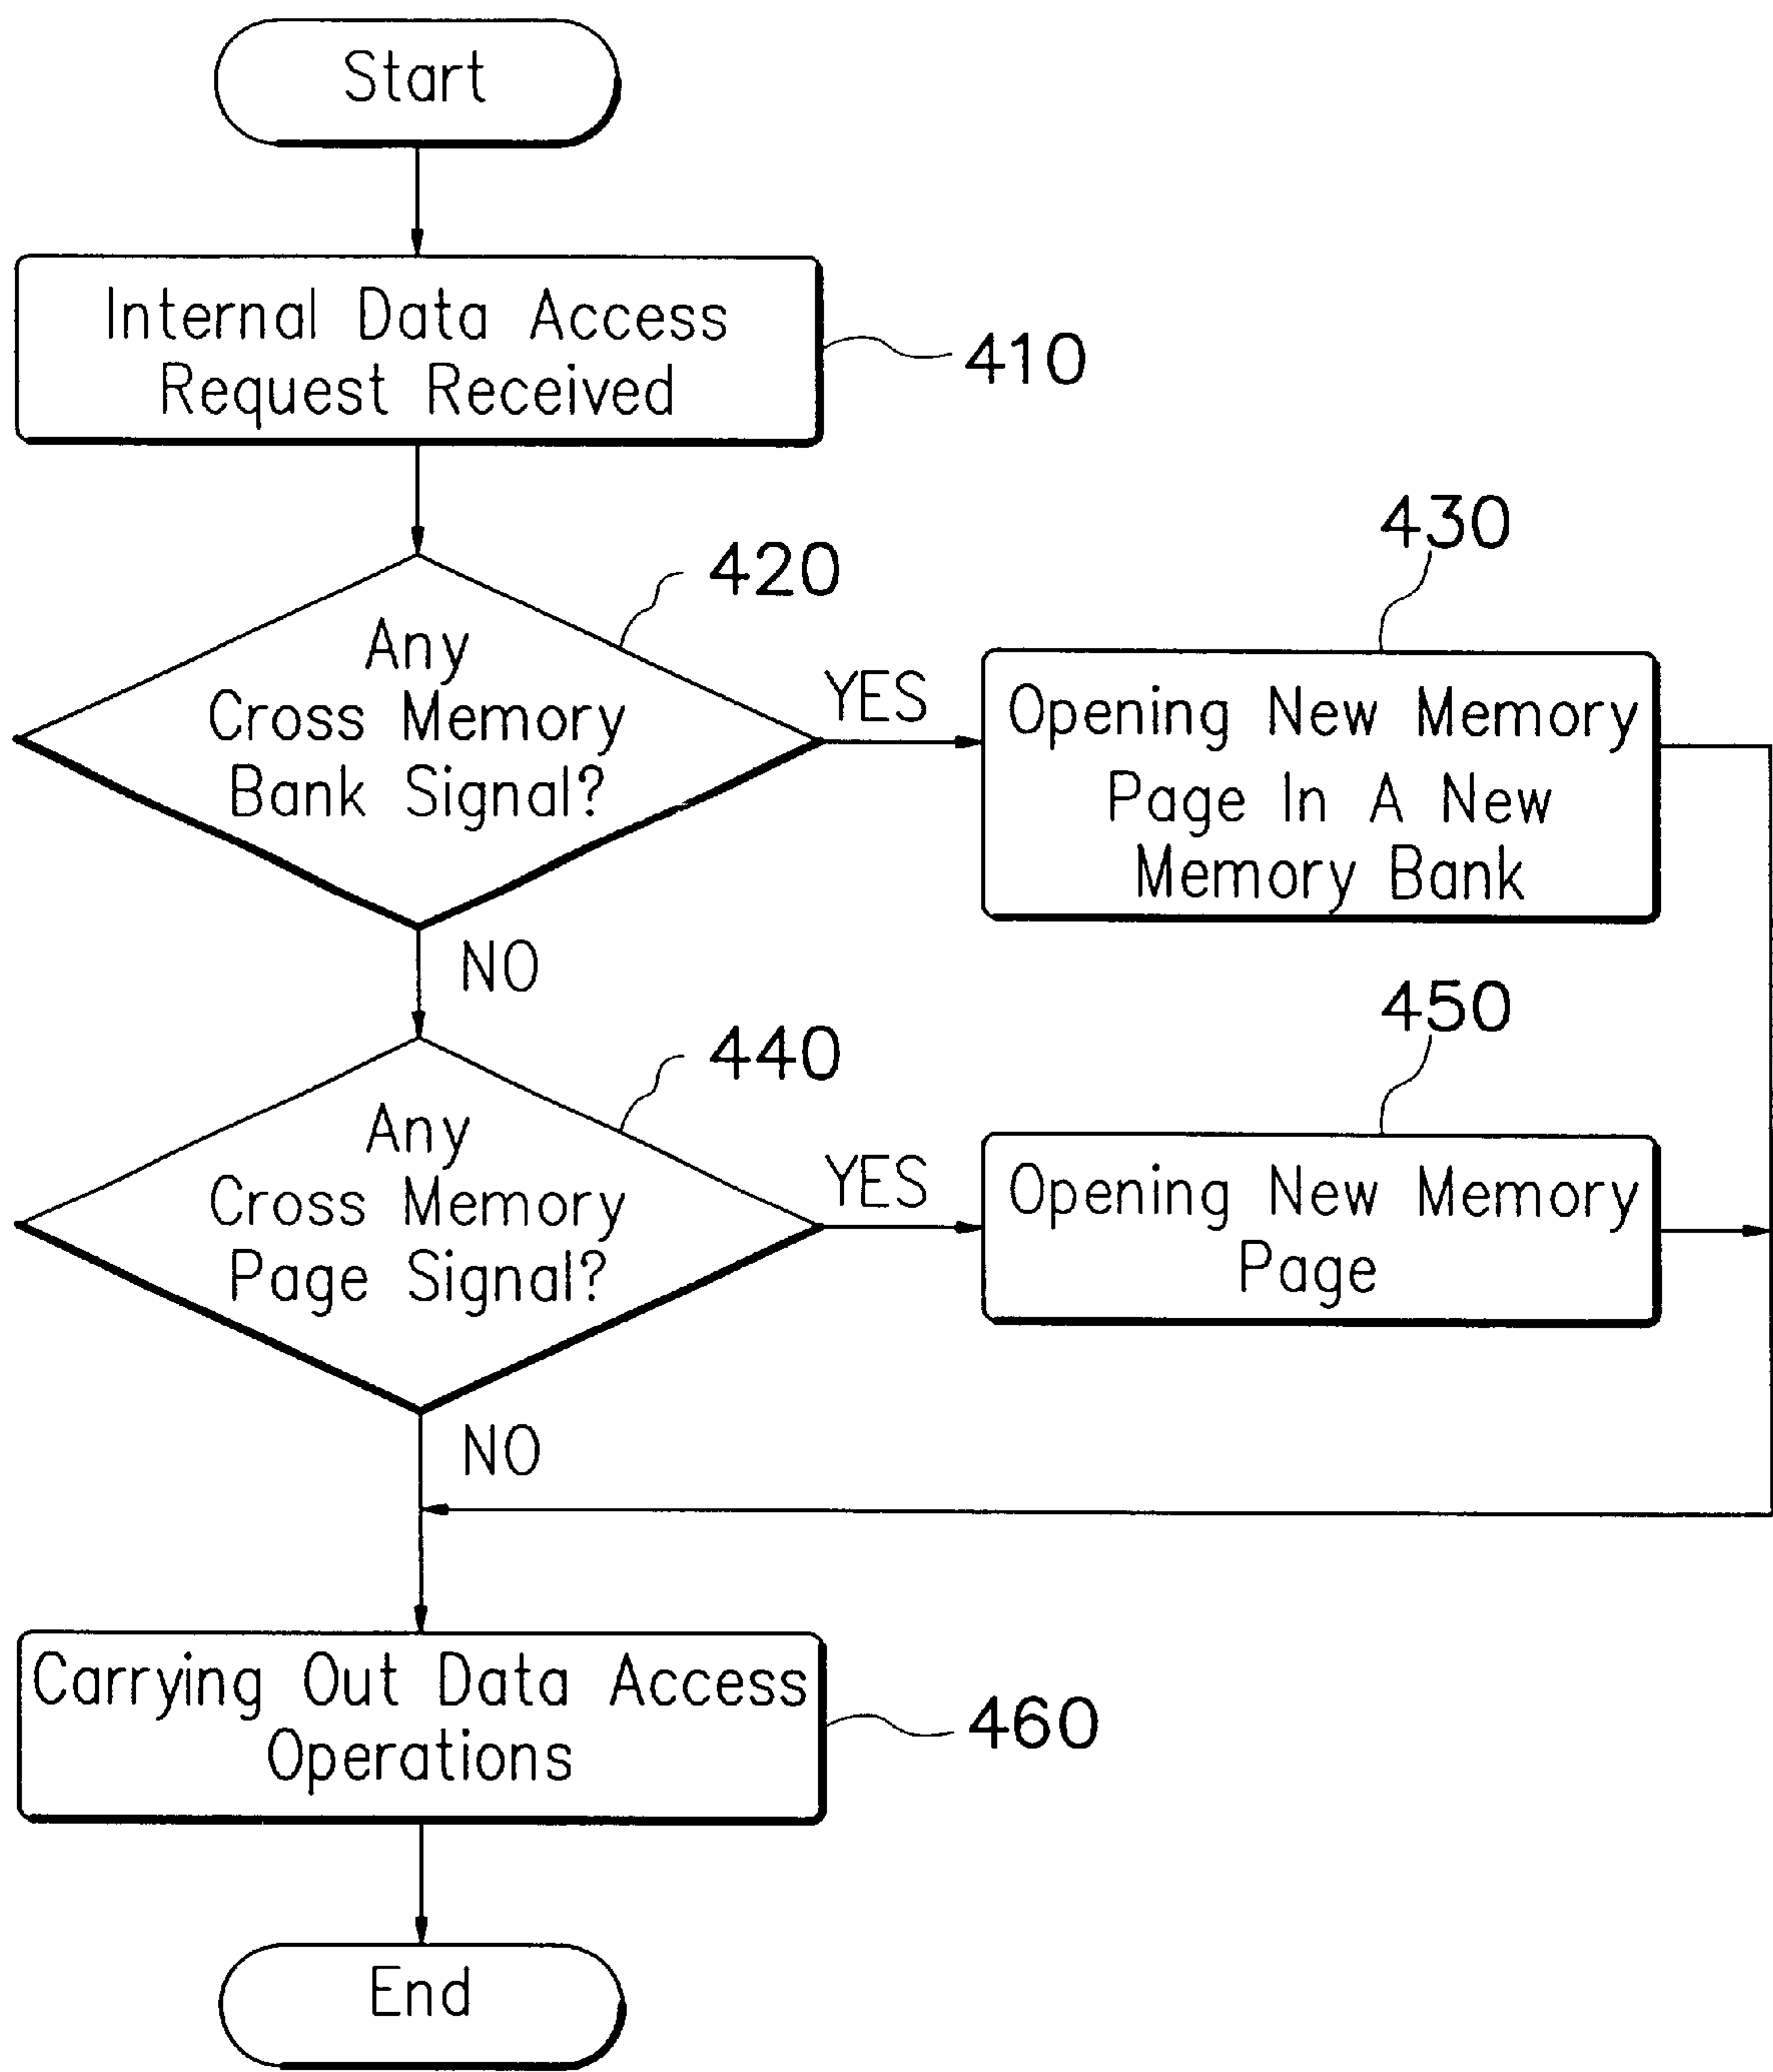 Start
Internal Data Access
Request Received
410
420
Any
Cross Memory
Bank Signal?
YES
430
Opening New Memory
Page In A New
Memory Bank
NO
440
Any
Cross Memory
Page Signal?
YES
450
Opening New Memory
Page
NO
Carrying Out Data Access
Operations
460
End